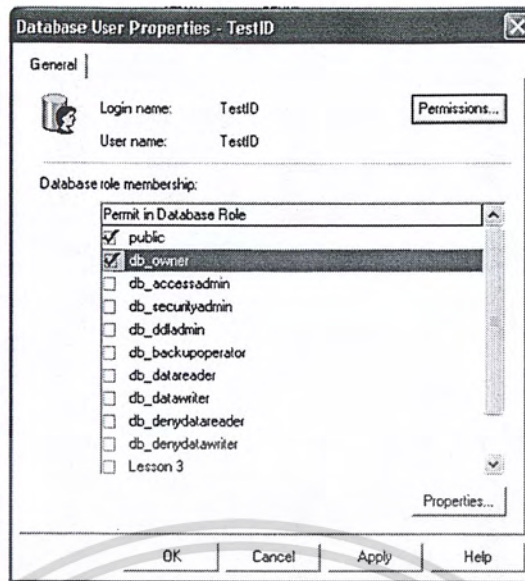 Database User Properties - TestID
General
Login name: TestID
Permissions...
User name: TestID
Database role membership:
Permit in Database Role
public
db_owner
db_accessadmin
db_securityadmin
db_ddladmin
db_backupoperator
db_datareader
db_datawriter
db_denydatareader
db_denydatawriter
Lesson 3
Properties...
OK Cancel Apply Help